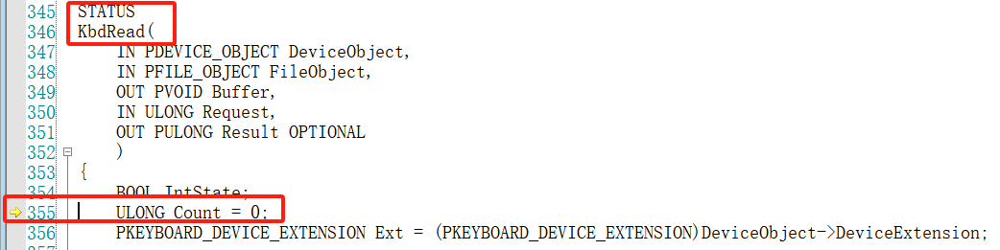 345 STATUS
346 KbdRead(
347 IN PDEVICE_OBJECT DeviceObject,
348 IN PFILE_OBJECT FileObject,
349 OUT PVOID Buffer,
350 IN ULONG Request,
351 OUT PULONG Result OPTIONAL
352 )
353 {
354 BOOL IntState;
355 ULONG Count = 0;
356 PKEYBOARD_DEVICE_EXTENSION Ext = (PKEYBOARD_DEVICE_EXTENSION)DeviceObject->DeviceExtension;